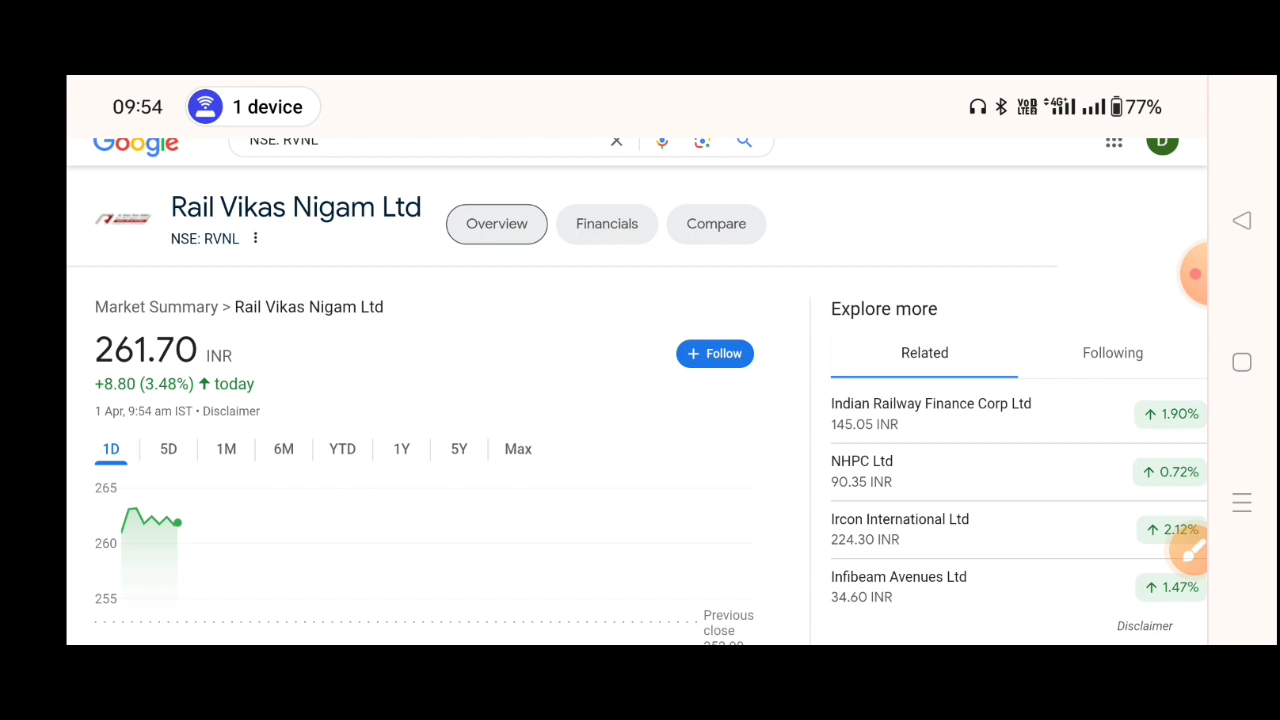 09:54
1 device
77%
Google
NSE: RVNL
D
Rail Vikas Nigam Ltd
NSE: RVNL
Overview
Financials
Compare
Market Summary > Rail Vikas Nigam Ltd
261.70 INR
+ Follow
+8.80 (3.48%) ↑ today
1 Apr, 9:54 am IST • Disclaimer
1D
5D
1M
6M
YTD
1Y
5Y
Max
265
260
255
Previous
close
Explore more
Related
Following
Indian Railway Finance Corp Ltd
145.05 INR
↑ 1.90%
NHPC Ltd
90.35 INR
↑ 0.72%
Ircon International Ltd
224.30 INR
↑ 2.12%
Infibeam Avenues Ltd
34.60 INR
↑ 1.47%
Disclaimer